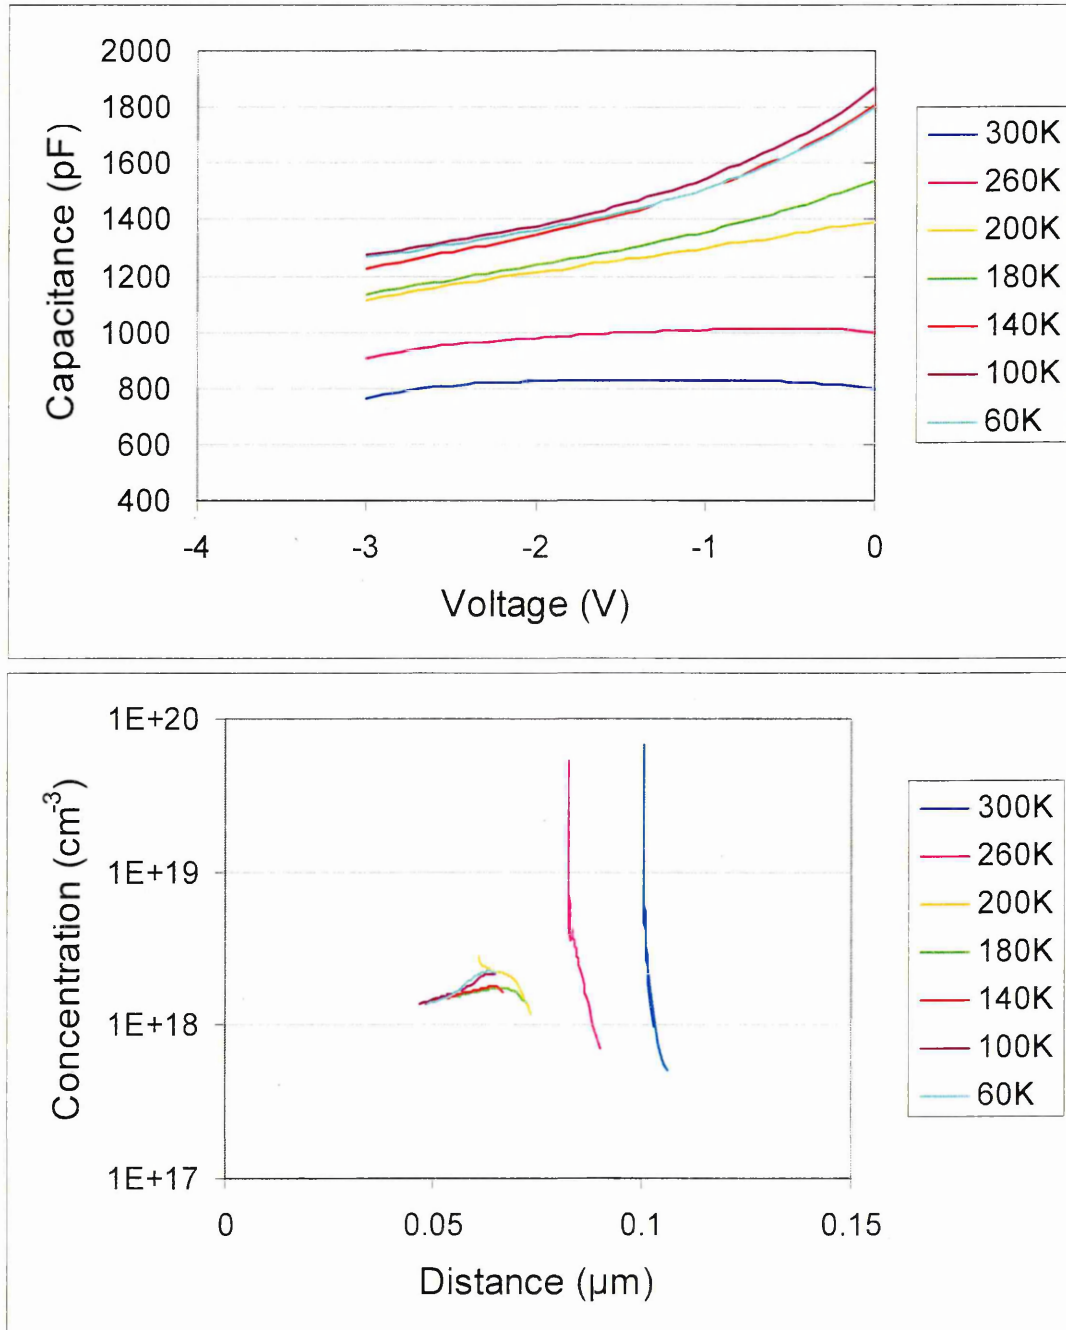 2000
1800
1600
1400
1200
1000
800
600
400
Capacitance (pF)
-4 -3 -2 -1 0
Voltage (V)
300K
260K
200K
180K
140K
100K
60K
1E+20
1E+19
1E+18
1E+17
Concentration (cm-3)
0 0.05 0.1 0.15
Distance (µm)
300K
260K
200K
180K
140K
100K
60K